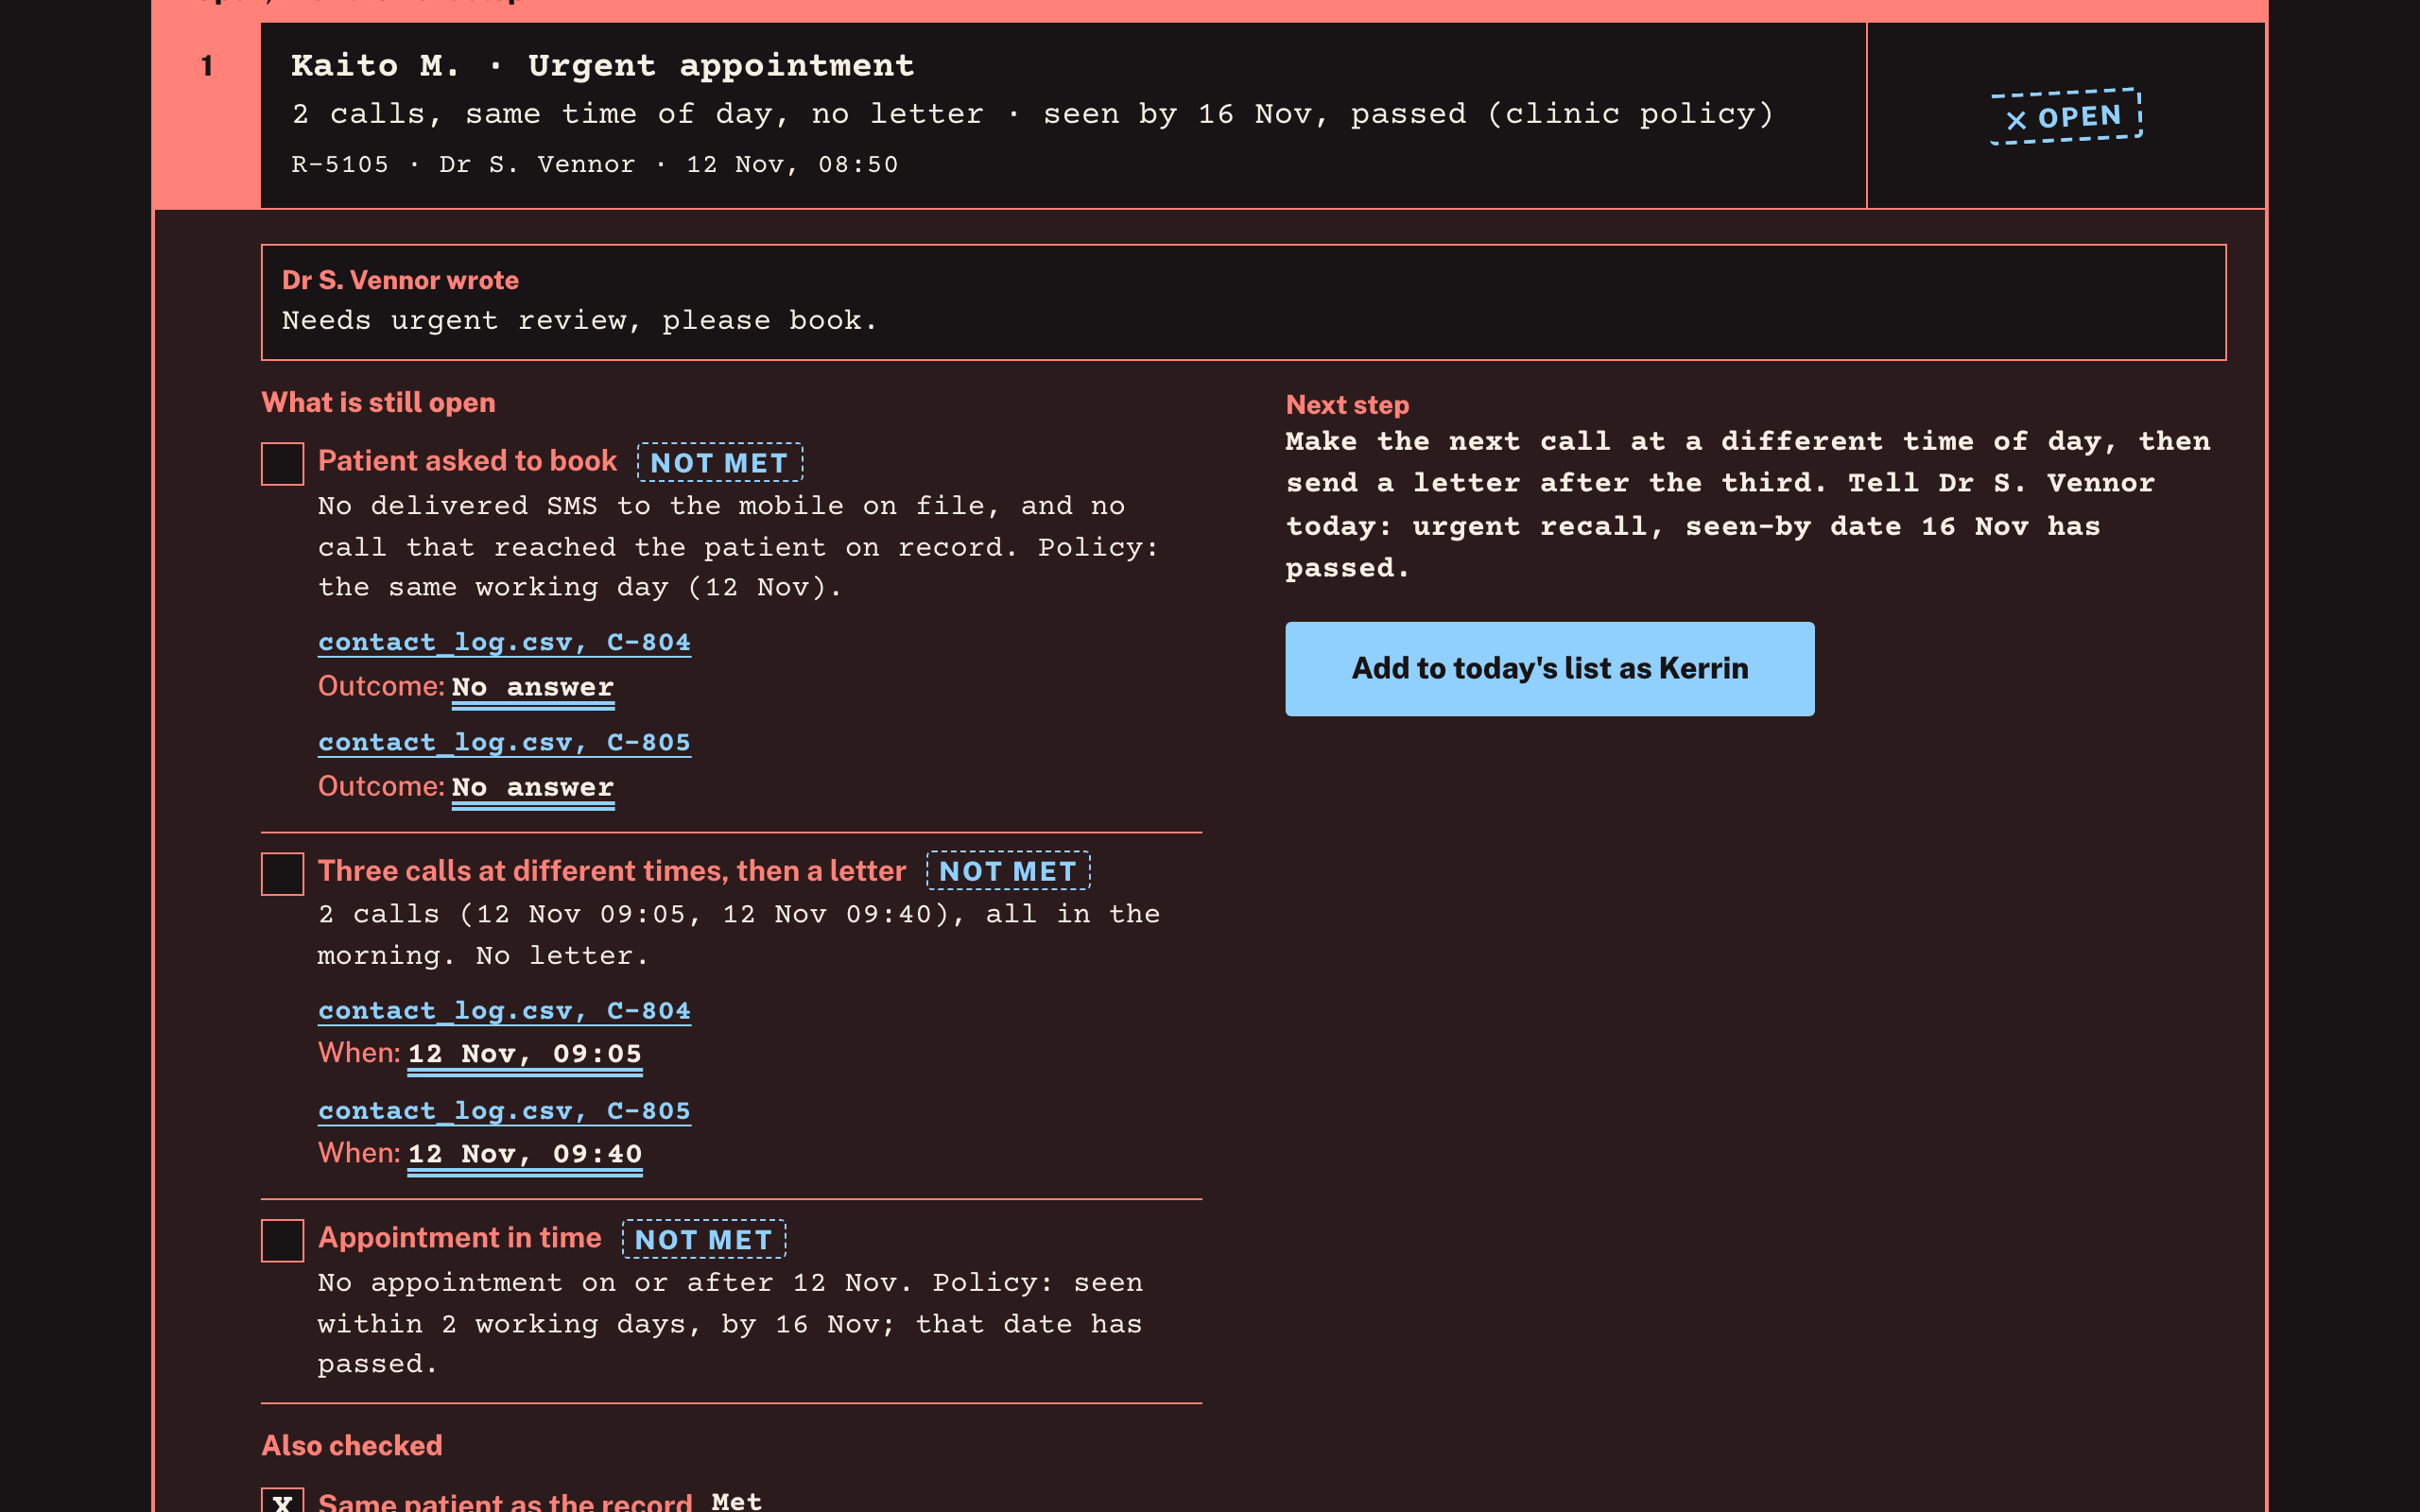 1
Kaito M. · Urgent appointment
2 calls, same time of day, no letter · seen by 16 Nov, passed (clinic policy)
R-5105 · Dr S. Vennor · 12 Nov, 08:50
× OPEN
Dr S. Vennor wrote
Needs urgent review, please book.
What is still open
Patient asked to book NOT MET
No delivered SMS to the mobile on file, and no
call that reached the patient on record. Policy:
the same working day (12 Nov).
contact_log.csv, C-804
Outcome: No answer
contact_log.csv, C-805
Outcome: No answer
Three calls at different times, then a letter NOT MET
2 calls (12 Nov 09:05, 12 Nov 09:40), all in the
morning. No letter.
contact_log.csv, C-804
When: 12 Nov, 09:05
contact_log.csv, C-805
When: 12 Nov, 09:40
Appointment in time NOT MET
No appointment on or after 12 Nov. Policy: seen
within 2 working days, by 16 Nov; that date has
passed.
Also checked
X Same patient as the record Met
Next step
Make the next call at a different time of day, then
send a letter after the third. Tell Dr S. Vennor
today: urgent recall, seen-by date 16 Nov has
passed.
Add to today's list as Kerrin